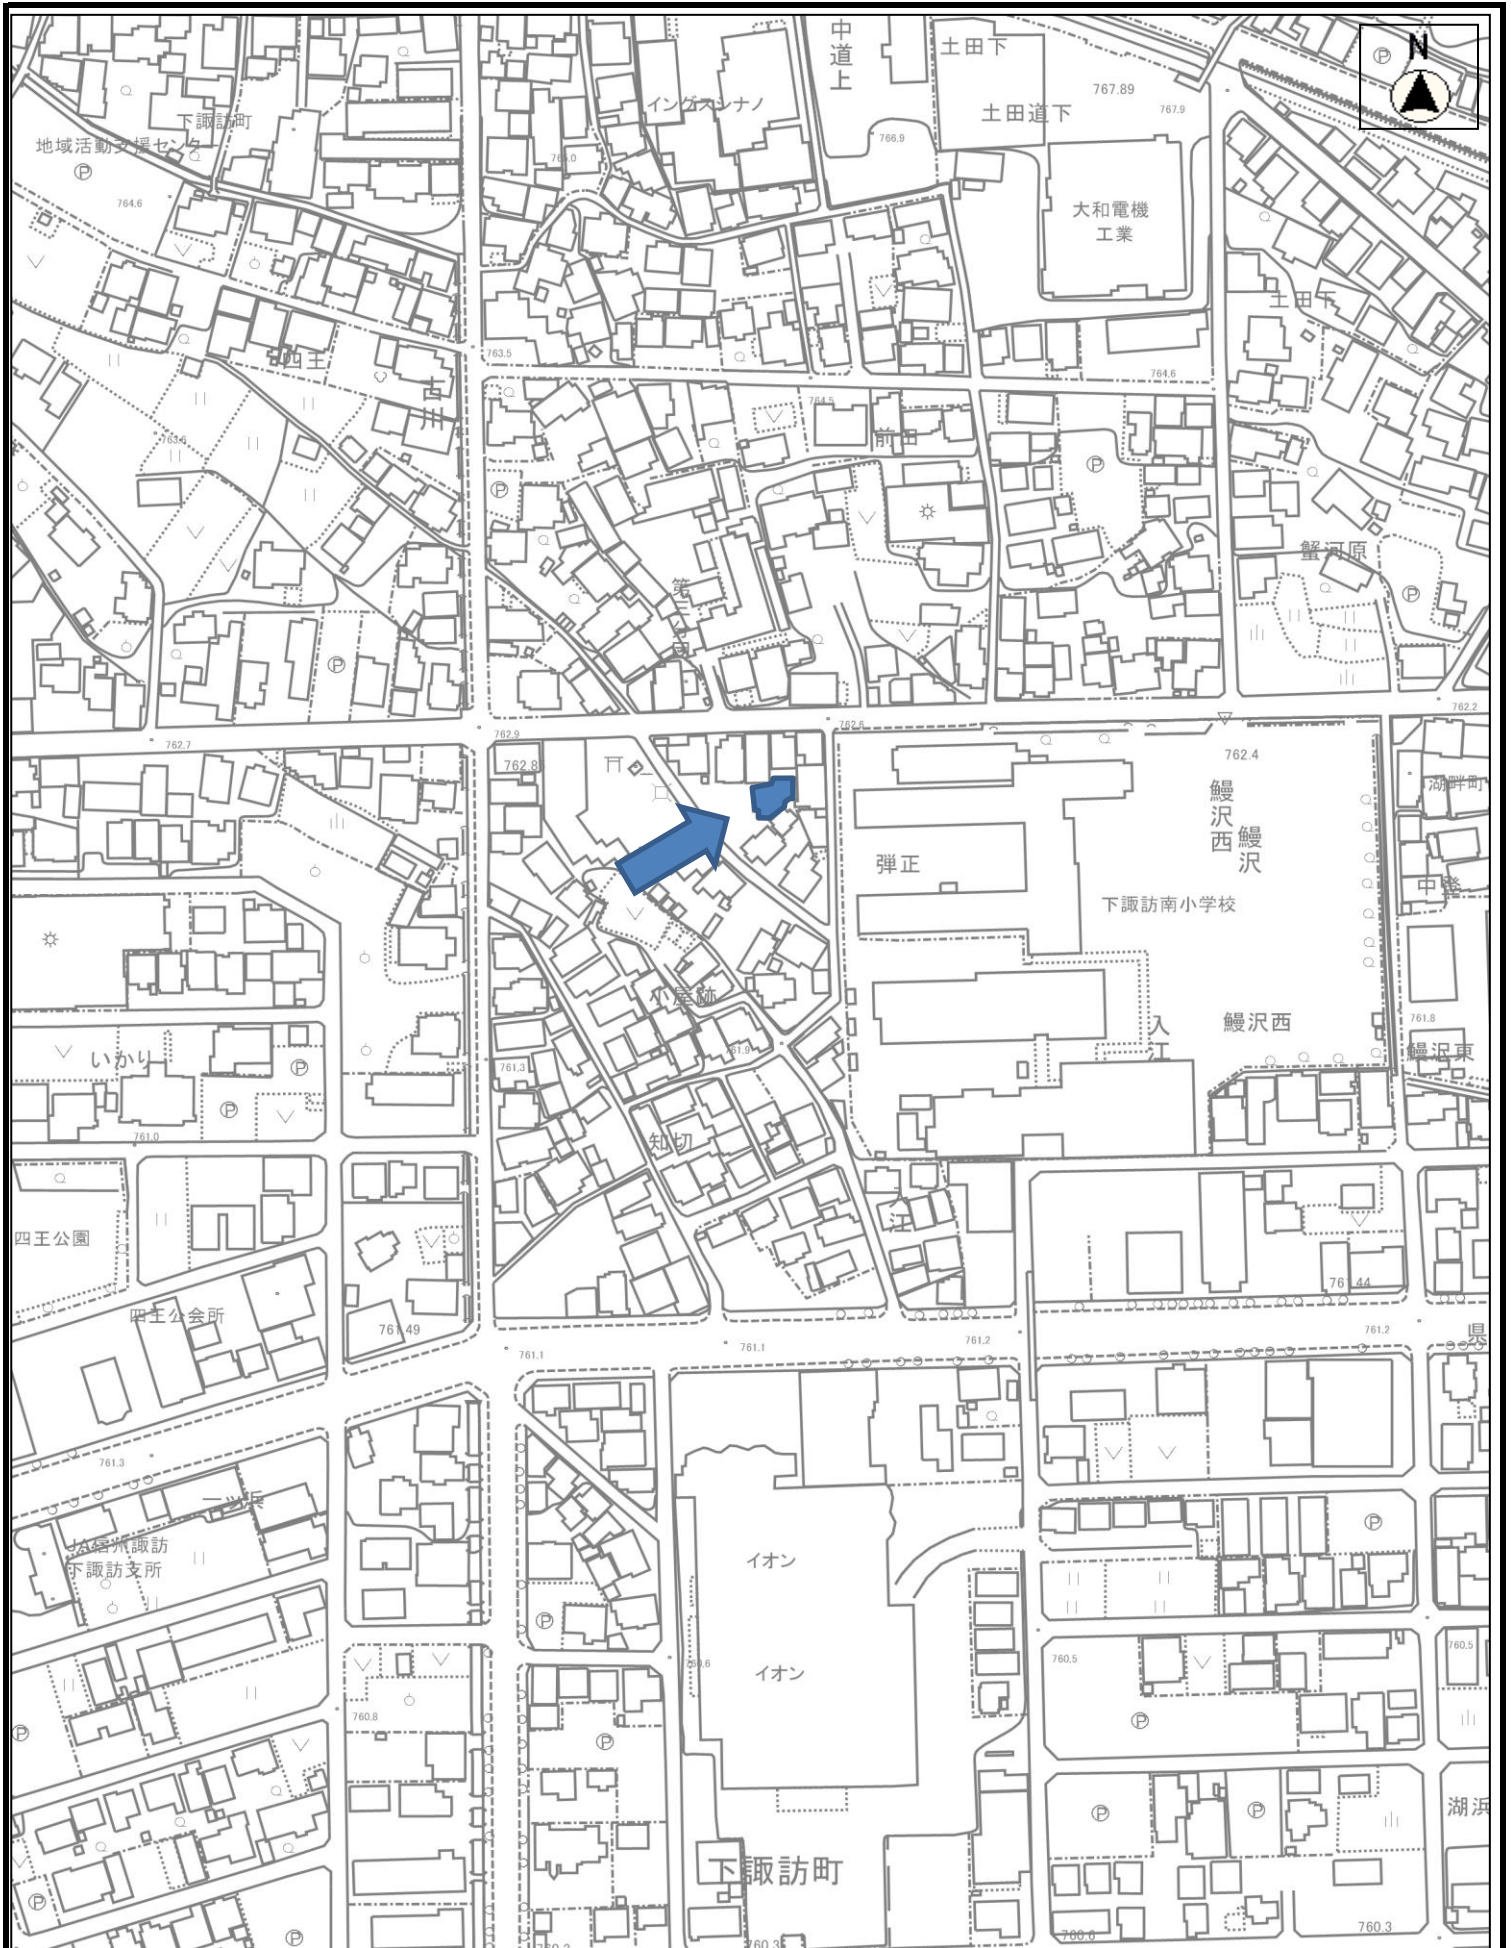 中道上
土田下
N
767.89
767.9
イングスシナノ
土田道下
下諏訪町
地域活動支援センター
766.9
764.6
大和電機
工業
土田下
763.5
四王
764.6
古川
764.5
763.6
前田
蟹河原
762.2
762.6
762.9
762.7
762.8
762.4
鰻沢西
鰻沢
湖畔町
弾正
下諏訪南小学校
小屋跡
鰻沢西
入江
761.8
鰻沢東
761.9
761.3
いかり
761.0
知切
入江
四王公園
761.44
四王公会所
761.49
761.2
県
761.2
761.1
761.1
761.3
一ツ浜
JA信州諏訪
下諏訪支所
イオン
760.5
760.5
760.6
イオン
760.8
湖浜
下諏訪町
760.3
760.6
760.3